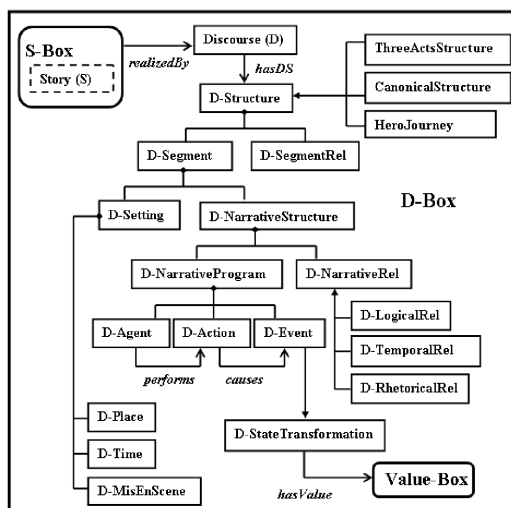 S-Box
Story (S)
realizedBy
Discourse (D)
hasDS
D-Structure
ThreeActsStructure
CanonicalStructure
HeroJourney
D-Segment
D-SegmentRel
D-Box
D-Setting
D-NarrativeStructure
D-NarrativeProgram
D-NarrativeRel
D-Agent
D-Action
D-Event
D-LogicalRel
D-TemporalRel
D-RhetoricalRel
performs
causes
D-Place
D-Time
D-MisEnScene
D-StateTransformation
hasValue
Value-Box